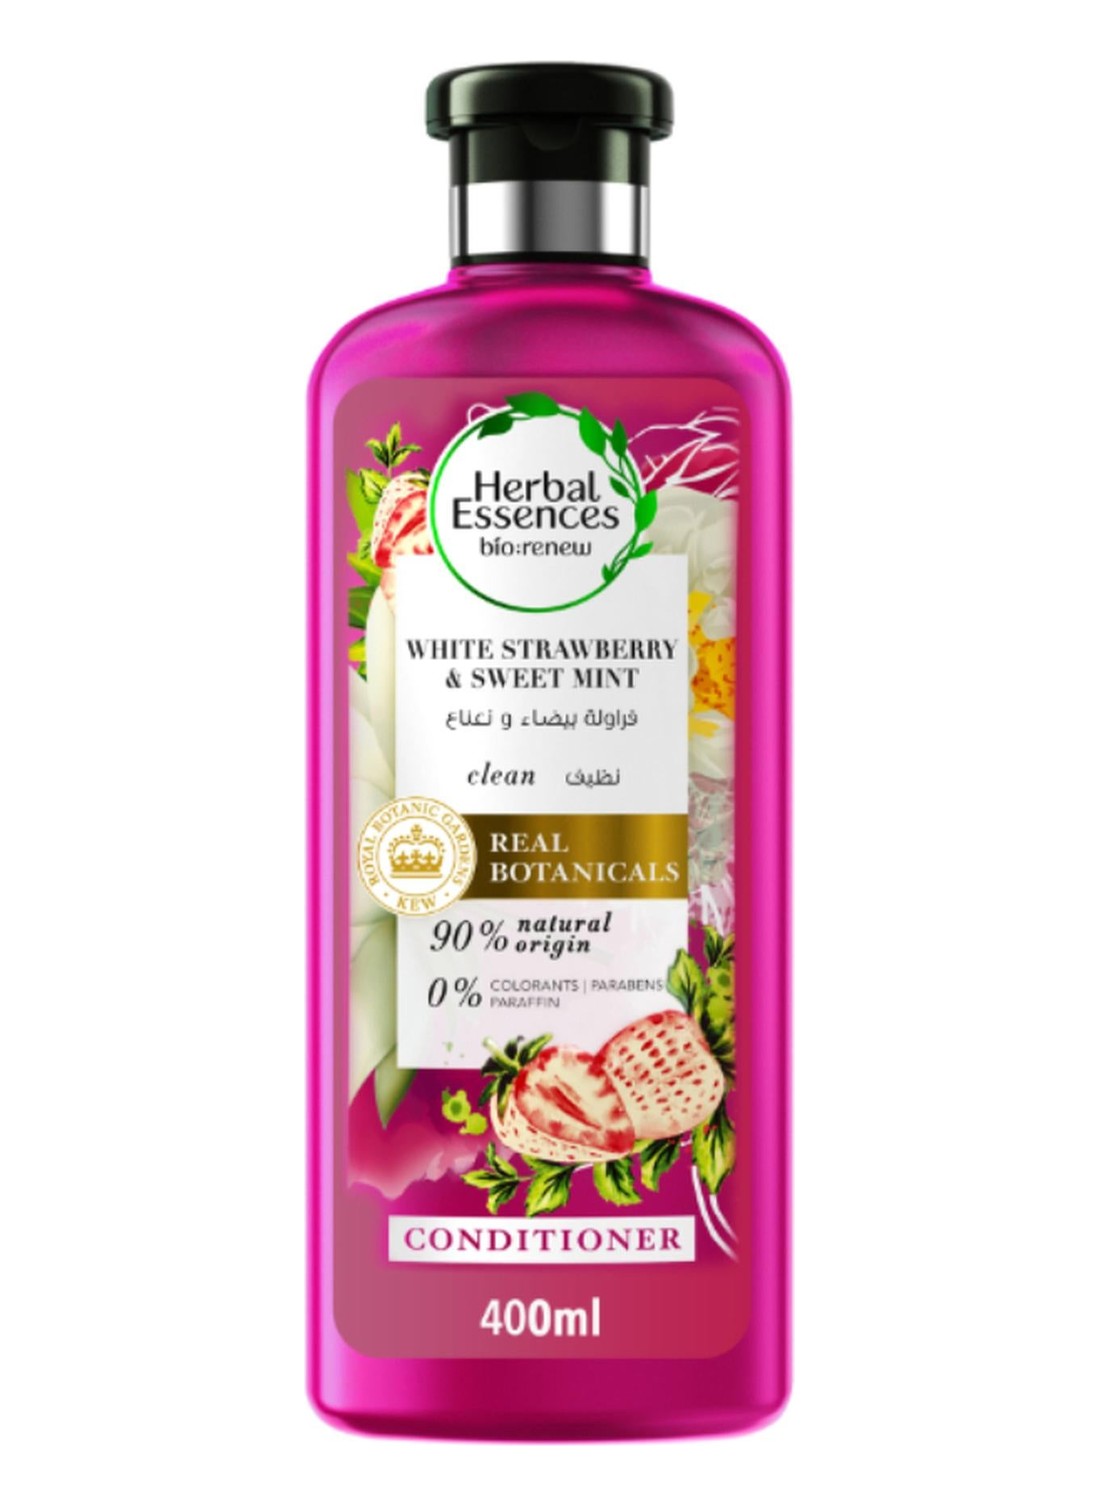 Herbal
Essences
bio:renew
WHITE STRAWBERRY
& SWEET MINT
فراولة بيضاء و نعناع
clean نظيف
ROYAL BOTANIC GARDENS
· KEW ·
REAL
BOTANICALS
90% natural
origin
0% COLORANTS | PARABENS
PARAFFIN
CONDITIONER
400ml